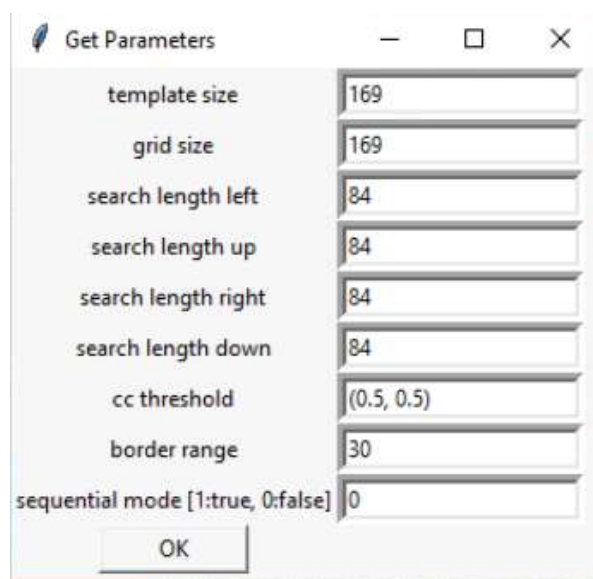 Get Parameters
template size 169
grid size 169
search length left 84
search length up 84
search length right 84
search length down 84
cc threshold (0.5, 0.5)
border range 30
sequential mode [1:true, 0:false] 0
OK